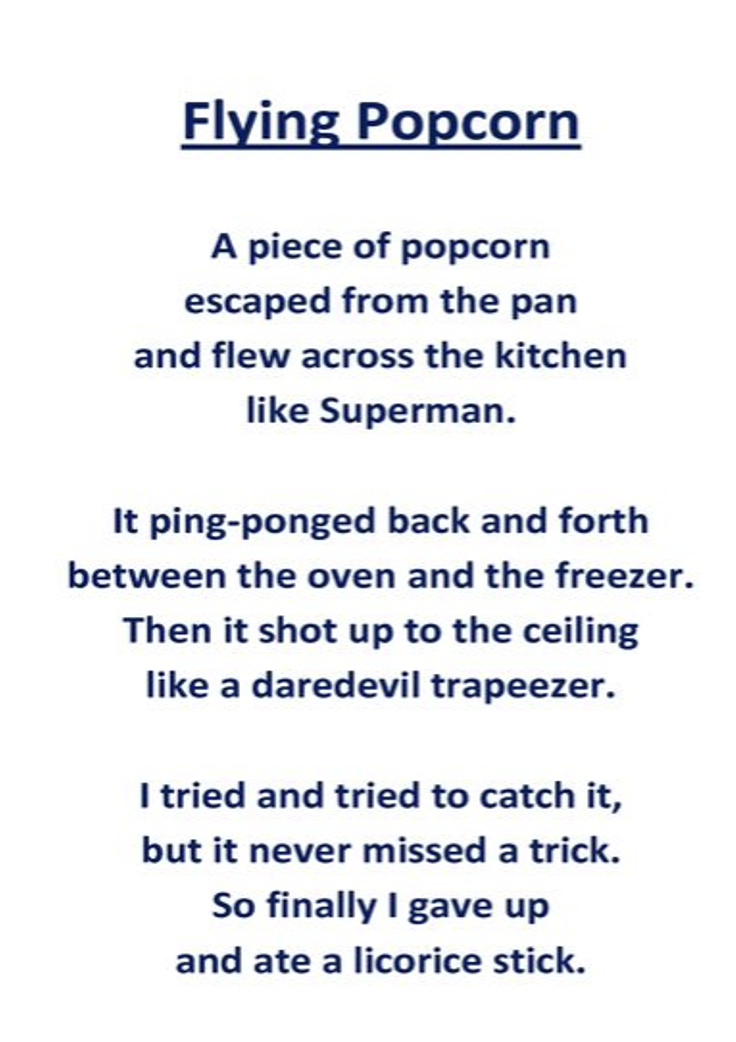 Flying Popcorn
A piece of popcorn
escaped from the pan
and flew across the kitchen
like Superman.
It ping-ponged back and forth
between the oven and the freezer.
Then it shot up to the ceiling
like a daredevil trapeezer.
I tried and tried to catch it,
but it never missed a trick.
So finally I gave up
and ate a licorice stick.